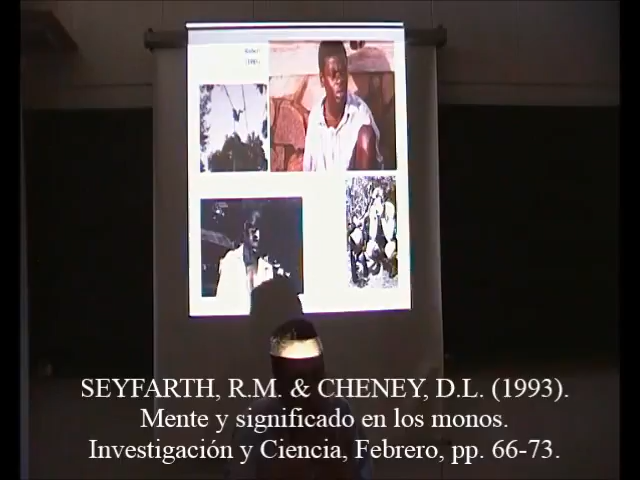 SEYFARTH, R.M. & CHENEY, D.L. (1993).
Mente y significado en los monos.
Investigación y Ciencia, Febrero, pp. 66-73.